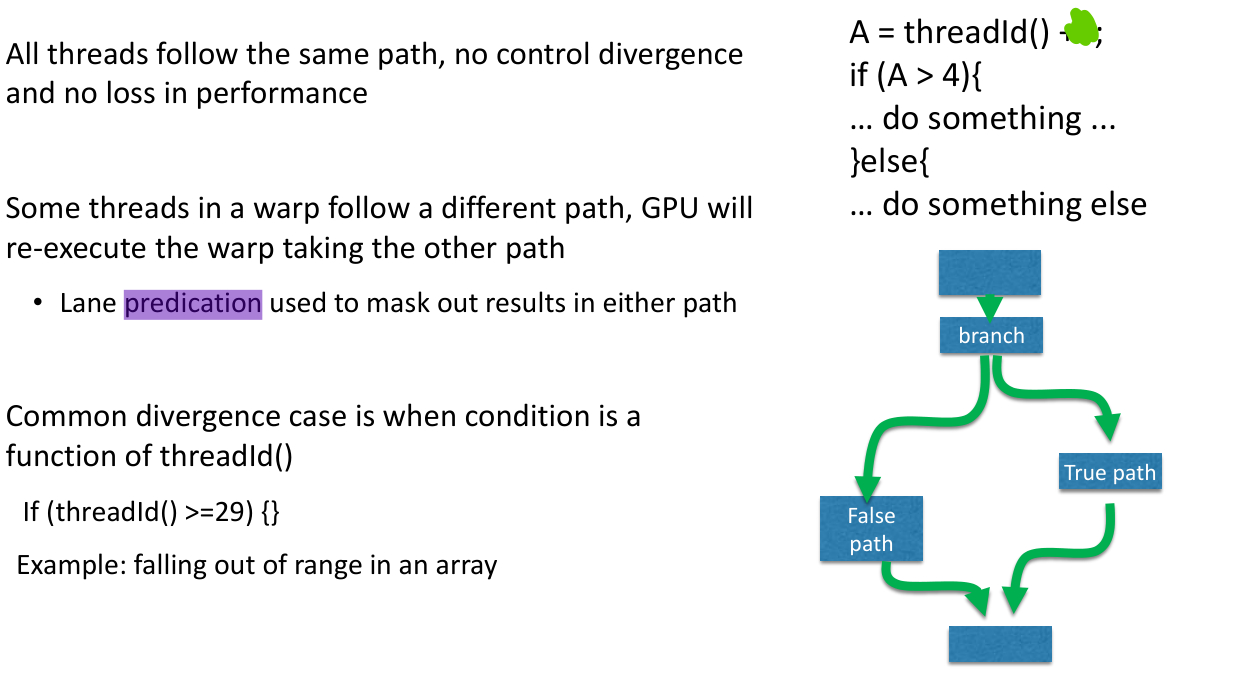 All threads follow the same path, no control divergence
and no loss in performance
Some threads in a warp follow a different path, GPU will
re-execute the warp taking the other path
• Lane predication used to mask out results in either path
Common divergence case is when condition is a
function of threadId()
If (threadId() >=29) {}
Example: falling out of range in an array
A = threadId() ;
if (A > 4){
... do something ...
}else{
... do something else
branch
True path
False
path